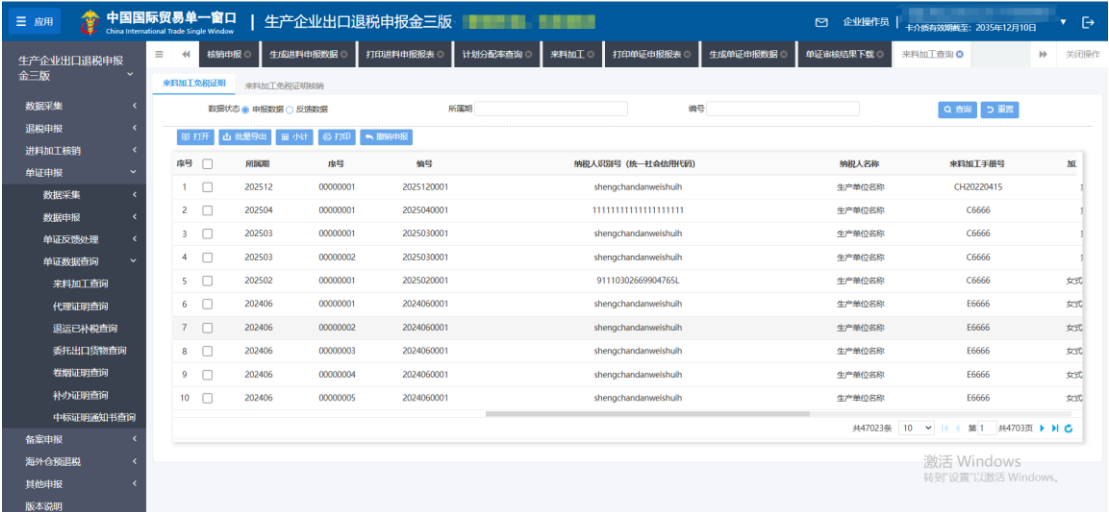 应用 中国国际贸易单一窗口 | 生产企业出口退税申报金三版
China International Trade Single Window
企业操作员
卡介质有效期截至: 2035年12月10日
核销申报 生成进料申报数据 打印进料申报报表 计划分配率查询 来料加工 打印单证申报报表 生成单证申报数据 单证审核结果下载 来料加工查询 关闭操作
生产企业出口退税申报金三版
数据采集
退税申报
进料加工核销
单证申报
数据采集
数据申报
单证反馈处理
单证数据查询
来料加工查询
代理证明查询
退运已补税查询
委托出口货物查询
卷烟证明查询
补办证明查询
中标证明通知书查询
备案申报
海外仓预退税
其他申报
版本说明
来料加工免税证明 来料加工免税证明核销
数据状态 申报数据 反馈数据 所属期 编号 查询 重置
打开 批量导出 小计 打印 撤销申报
序号 所属期 序号 编号 纳税人识别号（统一社会信用代码） 纳税人名称 来料加工手册号 加
1 202512 00000001 2025120001 shengchandanweishuih 生产单位名称 CH20220415
2 202504 00000001 2025040001 11111111111111111111 生产单位名称 C6666
3 202503 00000001 2025030001 shengchandanweishuih 生产单位名称 C6666
4 202503 00000002 2025030001 shengchandanweishuih 生产单位名称 C6666
5 202502 00000001 2025020001 91110302669904765L 生产单位名称 C6666 女式
6 202406 00000001 2024060001 shengchandanweishuih 生产单位名称 E6666 女式
7 202406 00000002 2024060001 shengchandanweishuih 生产单位名称 E6666 女式
8 202406 00000003 2024060001 shengchandanweishuih 生产单位名称 E6666 女式
9 202406 00000004 2024060001 shengchandanweishuih 生产单位名称 E6666 女式
10 202406 00000005 2024060001 shengchandanweishuih 生产单位名称 E6666 女式
共47023条 10 第 1 共4703页
激活 Windows
转到"设置"以激活 Windows。